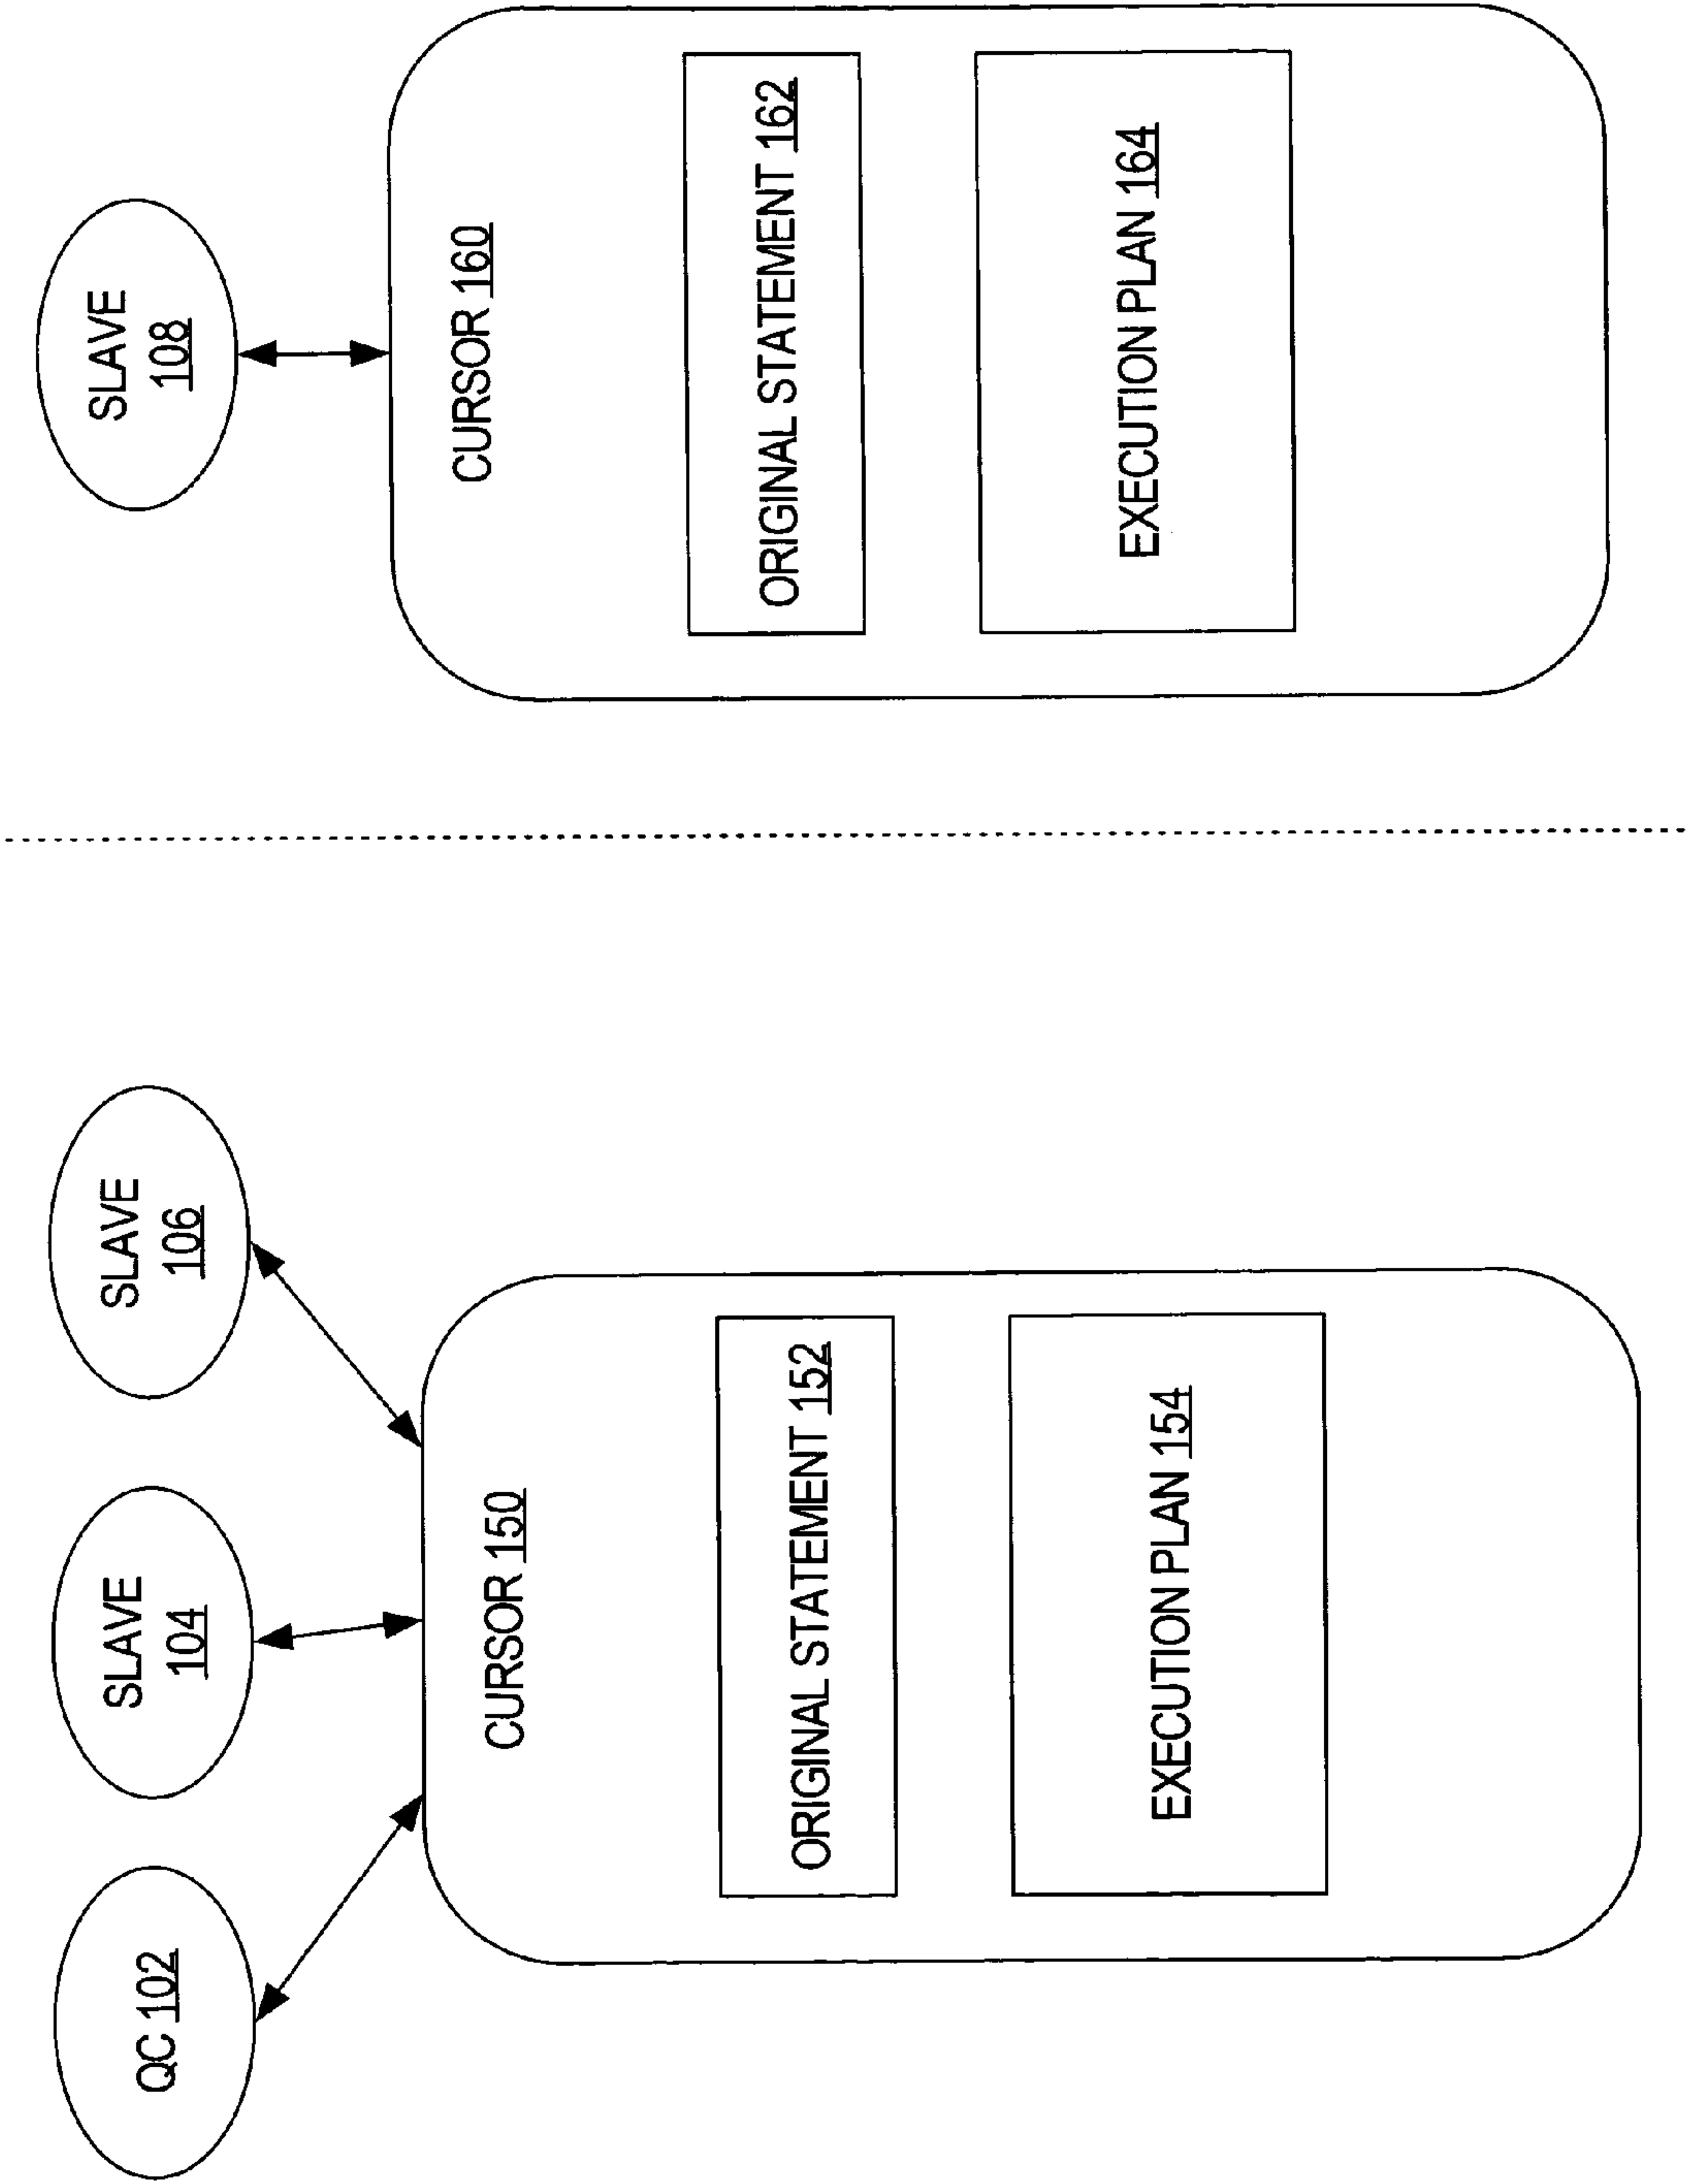 QC 102
SLAVE
104
SLAVE
106
SLAVE
108
CURSOR 150
ORIGINAL STATEMENT 152
EXECUTION PLAN 154
CURSOR 160
ORIGINAL STATEMENT 162
EXECUTION PLAN 164